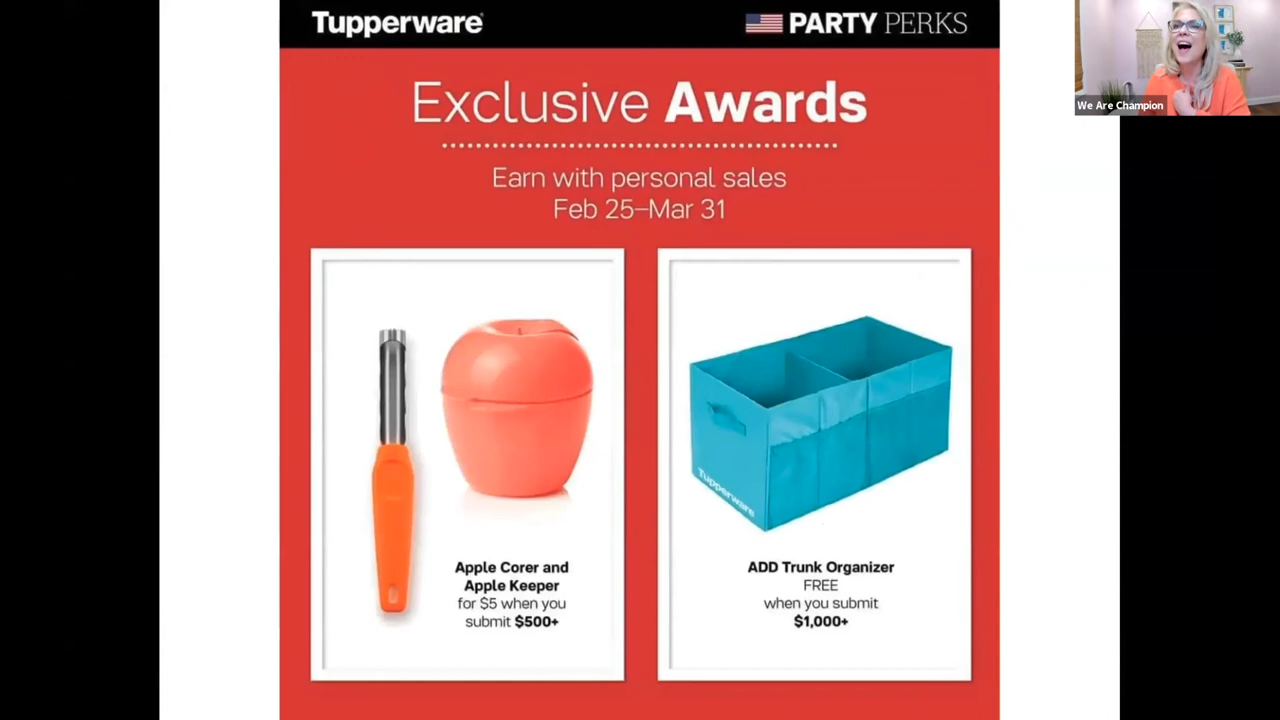 Tupperware
PARTY PERKS
We Are Champion
Exclusive Awards
Earn with personal sales
Feb 25–Mar 31
Tupperware
Apple Corer and
Apple Keeper
for $5 when you
submit $500+
ADD Trunk Organizer
FREE
when you submit
$1,000+